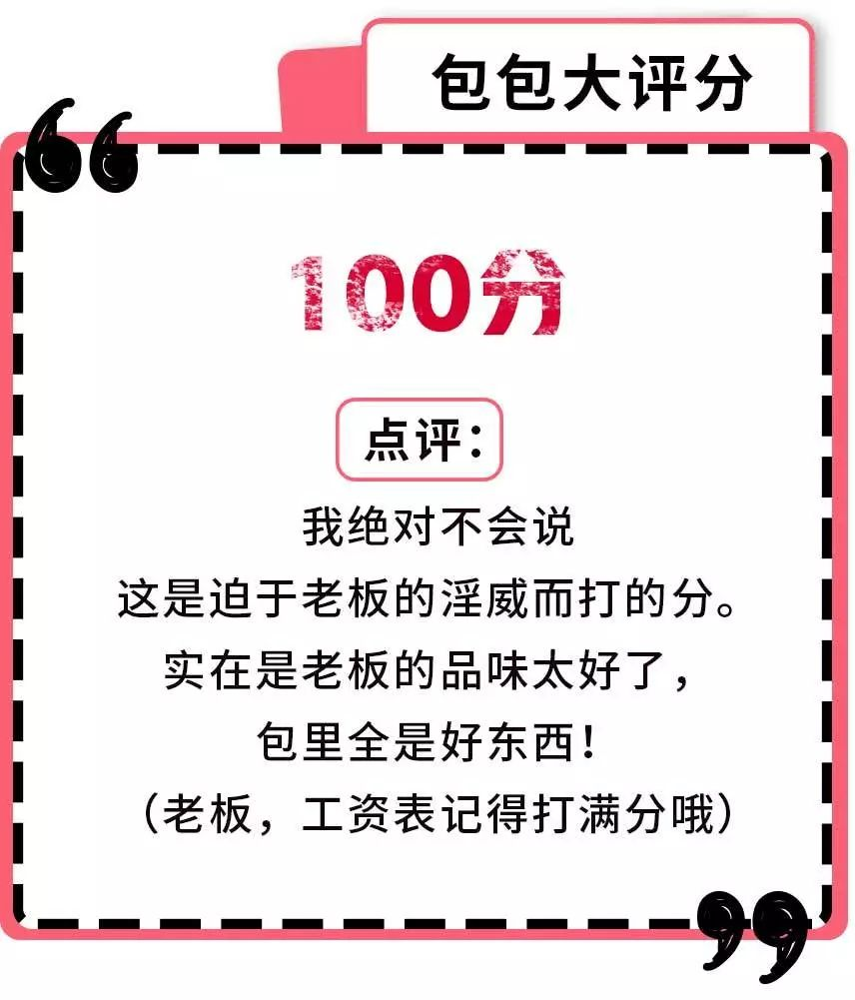 包包大评分
100分
点评：
我绝对不会说
这是迫于老板的淫威而打的分。
实在是老板的品味太好了，
包里全是好东西！
（老板，工资表记得打满分哦）